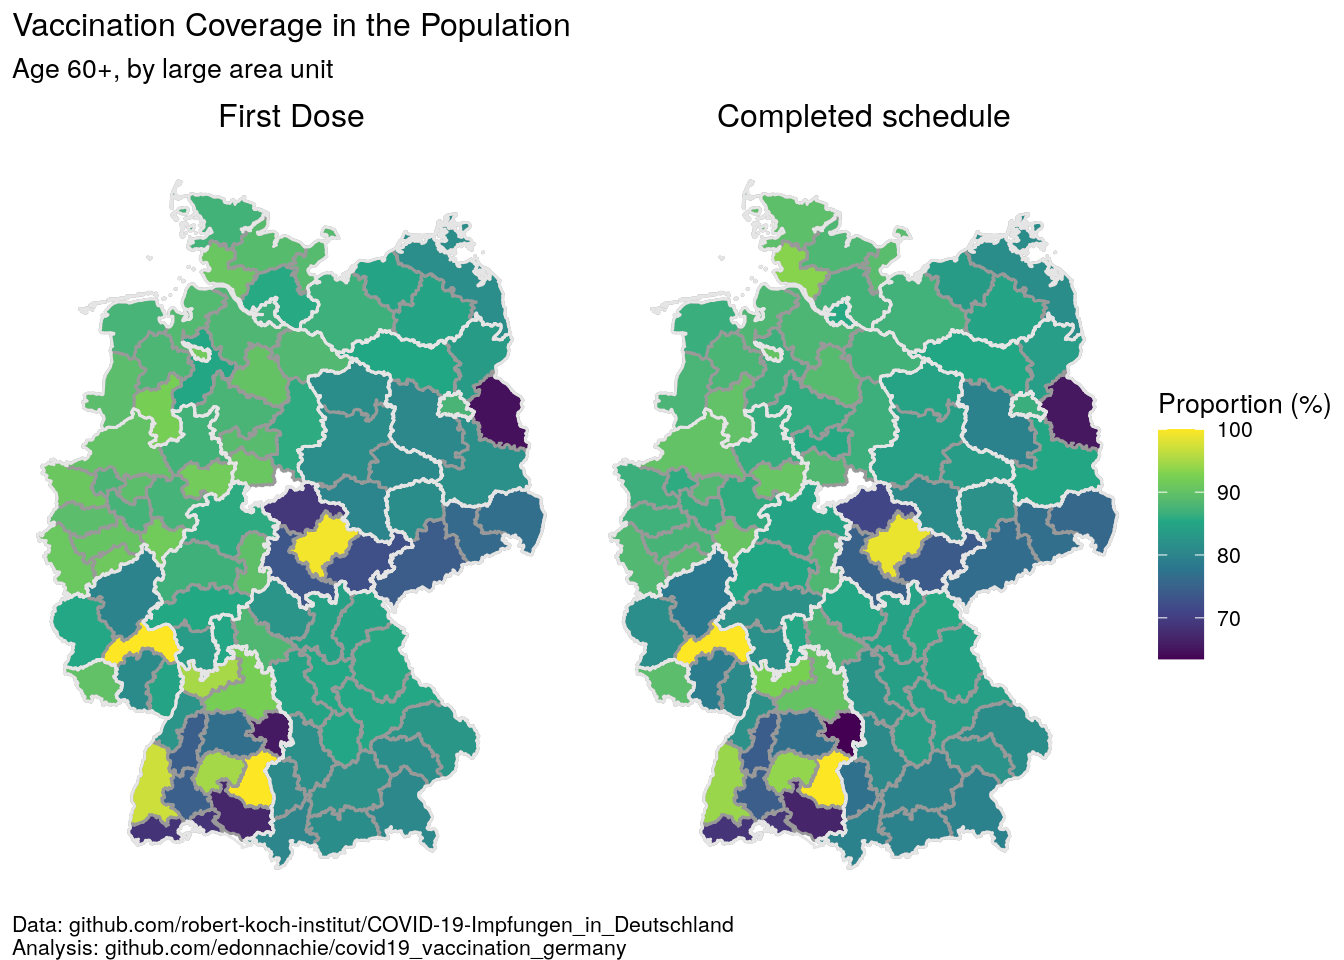 Vaccination Coverage in the Population
Age 60+, by large area unit
First Dose
Completed schedule
Proportion (%)
100
90
80
70
Data: github.com/robert-koch-institut/COVID-19-Impfungen_in_Deutschland
Analysis: github.com/edonnachie/covid19_vaccination_germany